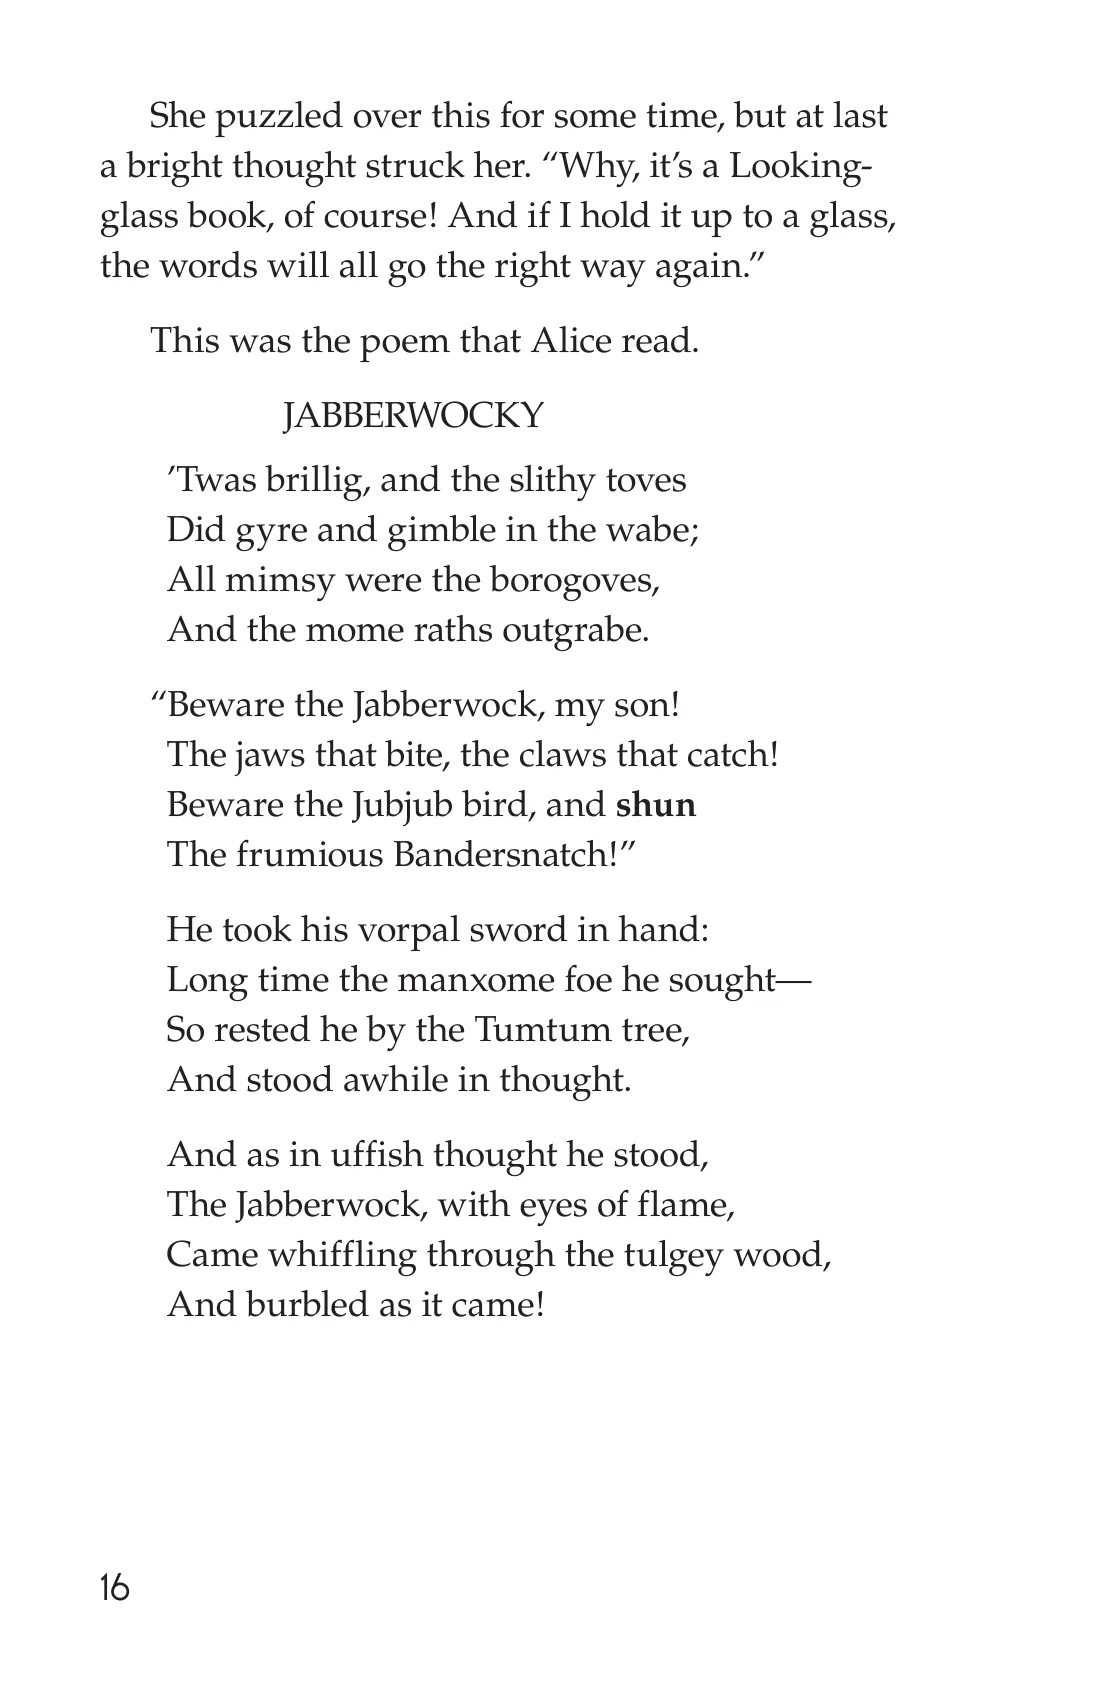 She puzzled over this for some time, but at last
a bright thought struck her. “Why, it’s a Looking-
glass book, of course! And if I hold it up to a glass,
the words will all go the right way again.”
This was the poem that Alice read.
JABBERWOCKY
’Twas brillig, and the slithy toves
Did gyre and gimble in the wabe;
All mimsy were the borogoves,
And the mome raths outgrabe.
“Beware the Jabberwock, my son!
The jaws that bite, the claws that catch!
Beware the Jubjub bird, and shun
The frumious Bandersnatch!”
He took his vorpal sword in hand:
Long time the manxome foe he sought—
So rested he by the Tumtum tree,
And stood awhile in thought.
And as in uffish thought he stood,
The Jabberwock, with eyes of flame,
Came whiffling through the tulgey wood,
And burbled as it came!
16